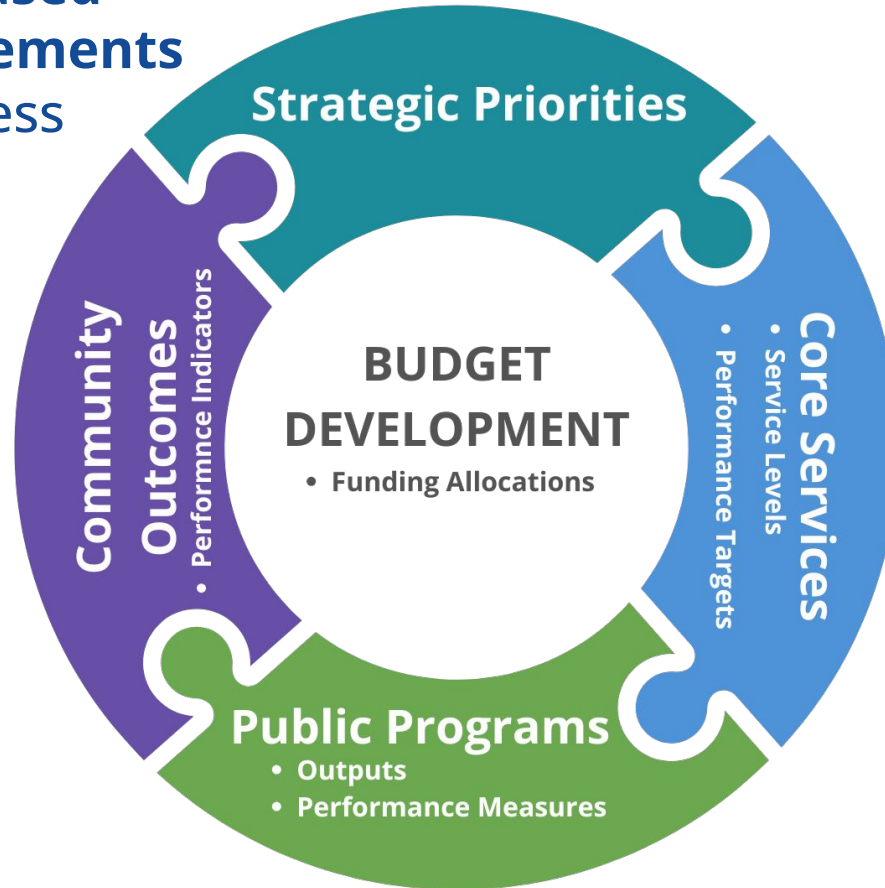 ements
Strategic Priorities
Community
Outcomes
• Performnce Indicators
BUDGET
DEVELOPMENT
• Funding Allocations
Core Services
• Service Levels
• Performance Targets
Public Programs
• Outputs
• Performance Measures